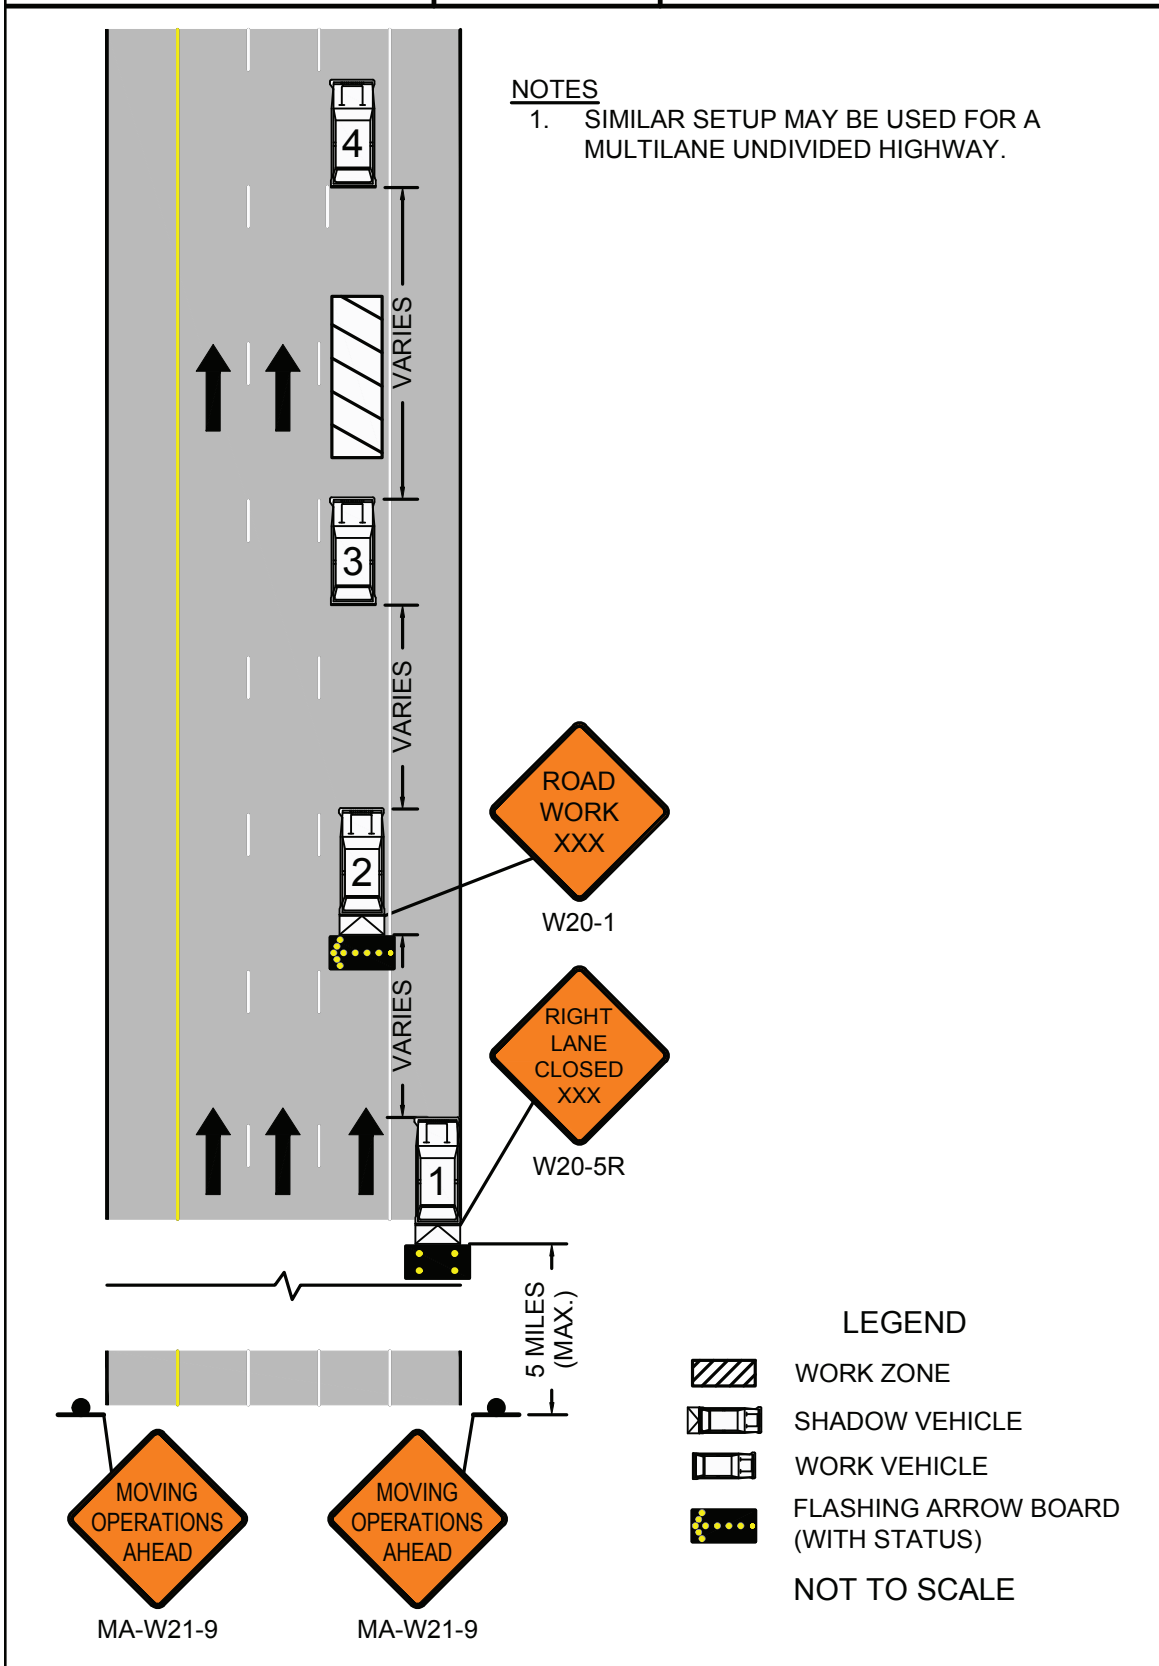 NOTES
1. SIMILAR SETUP MAY BE USED FOR A
MULTILANE UNDIVIDED HIGHWAY.
4
VARIES
3
VARIES
ROAD
WORK
XXX
W20-1
2
VARIES
RIGHT
LANE
CLOSED
XXX
W20-5R
1
5 MILES
(MAX.)
LEGEND
WORK ZONE
SHADOW VEHICLE
WORK VEHICLE
FLASHING ARROW BOARD
(WITH STATUS)
NOT TO SCALE
MOVING
OPERATIONS
AHEAD
MA-W21-9
MOVING
OPERATIONS
AHEAD
MA-W21-9